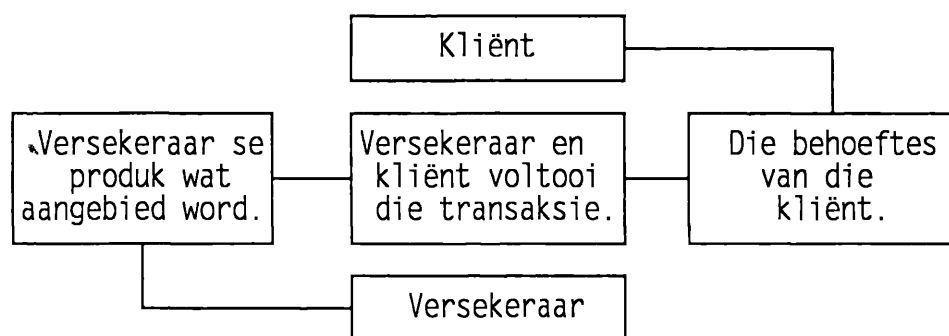 Kliënt
Versekeraar se
produk wat
aangebied word.
Versekeraar en
kliënt voltooi
die transaksie.
Die behoeftes
van die
kliënt.
Versekeraar